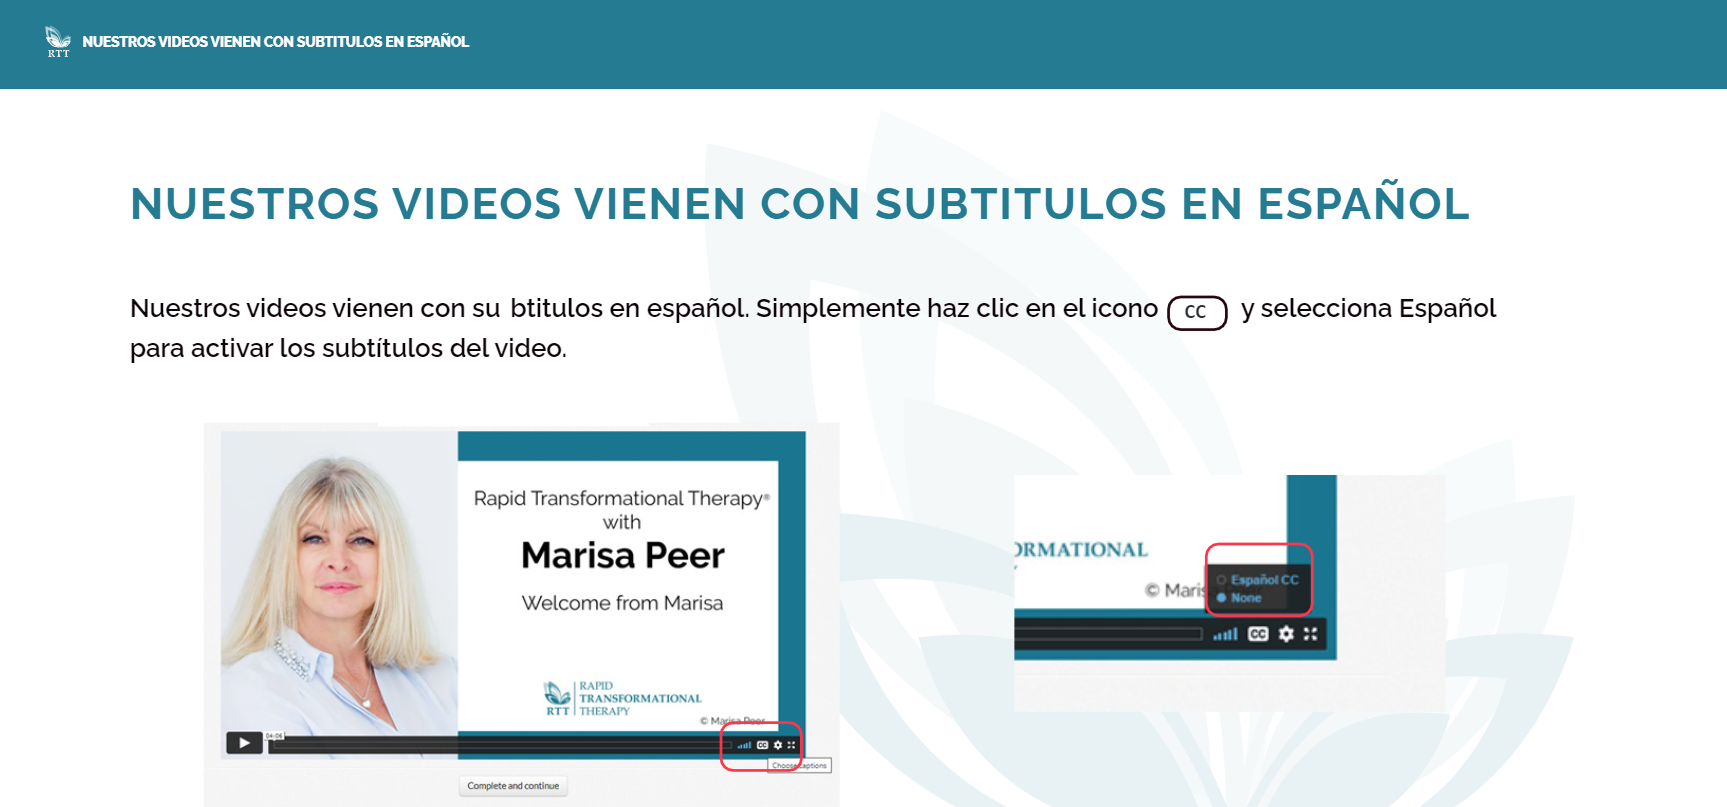 RTT
NUESTROS VIDEOS VIENEN CON SUBTITULOS EN ESPAÑOL
NUESTROS VIDEOS VIENEN CON SUBTITULOS EN ESPAÑOL
Nuestros videos vienen con su btitulos en español. Simplemente haz clic en el icono CC y selecciona Español
para activar los subtítulos del video.
Rapid Transformational Therapy®
with
Marisa Peer
Welcome from Marisa
RAPID
TRANSFORMATIONAL
RTT THERAPY
© Marisa Peer
04:06
CC
Choose captions
Complete and continue
ORMATIONAL
Español CC
© Maris
None
CC